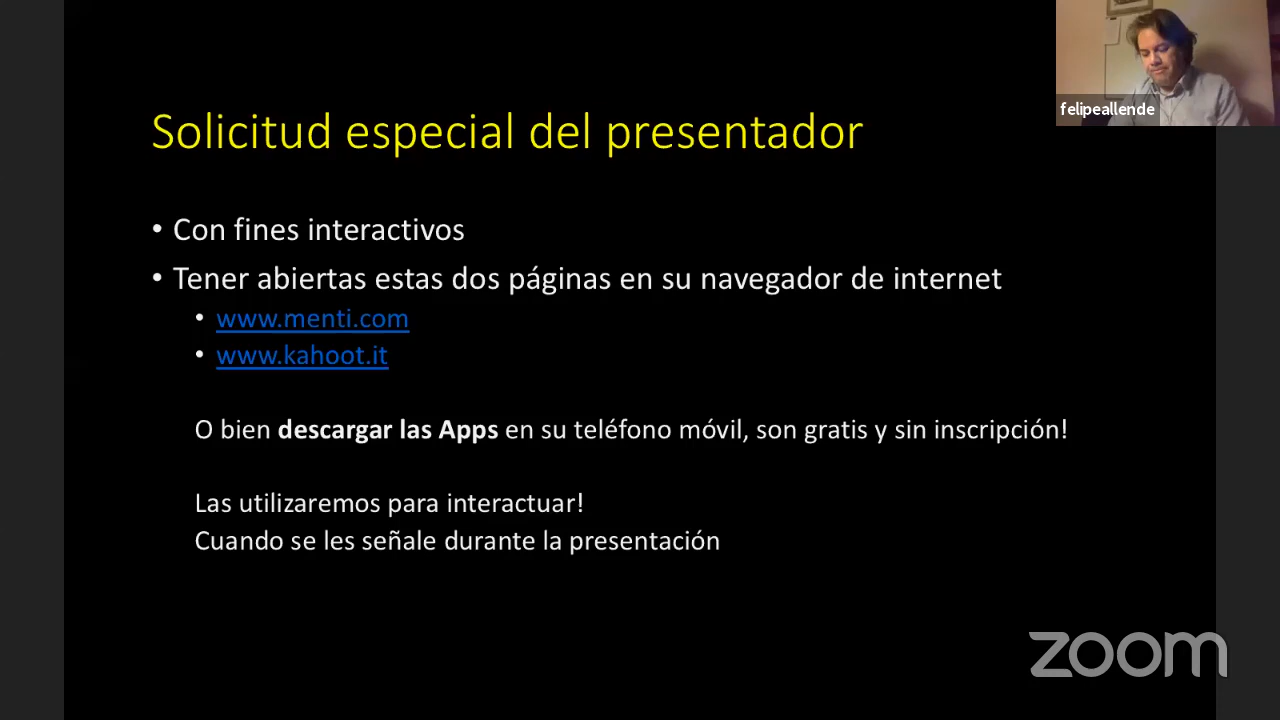 felipeallende
Solicitud especial del presentador
• Con fines interactivos
• Tener abiertas estas dos páginas en su navegador de internet
• www.menti.com
• www.kahoot.it
O bien descargar las Apps en su teléfono móvil, son gratis y sin inscripción!
Las utilizaremos para interactuar!
Cuando se les señale durante la presentación
zoom